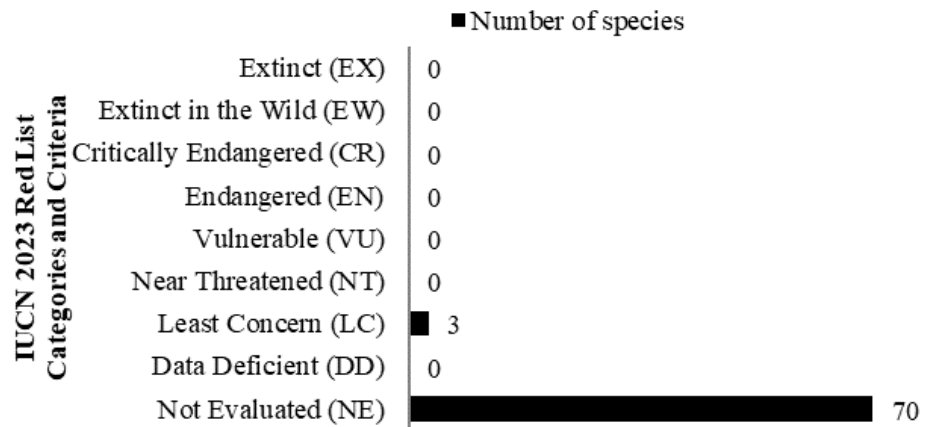 ■ Number of species
IUCN 2023 Red List
Categories and Criteria
Extinct (EX) 0
Extinct in the Wild (EW) 0
Critically Endangered (CR) 0
Endangered (EN) 0
Vulnerable (VU) 0
Near Threatened (NT) 0
Least Concern (LC) 3
Data Deficient (DD) 0
Not Evaluated (NE) 70